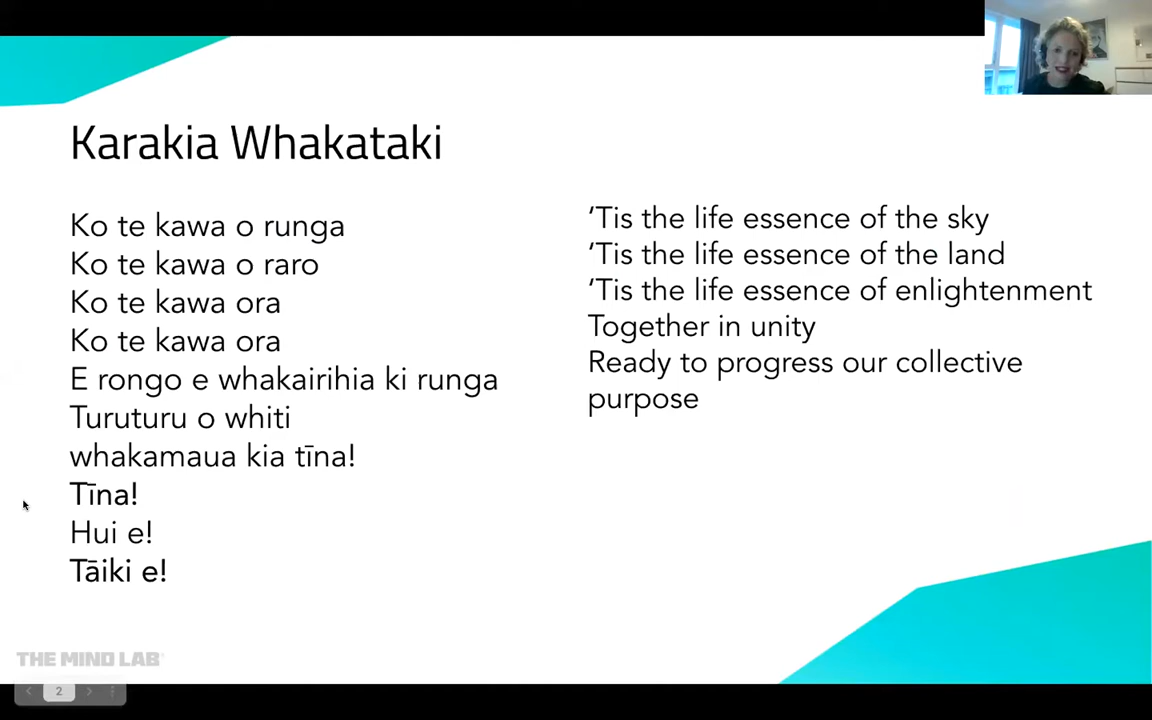 Karakia Whakataki
Ko te kawa o runga
Ko te kawa o raro
Ko te kawa ora
Ko te kawa ora
E rongo e whakairihia ki runga
Turuturu o whiti
whakamaua kia tīna!
Tīna!
Hui e!
Tāiki e!
‘Tis the life essence of the sky
‘Tis the life essence of the land
‘Tis the life essence of enlightenment
Together in unity
Ready to progress our collective
purpose
THE MIND LAB
2